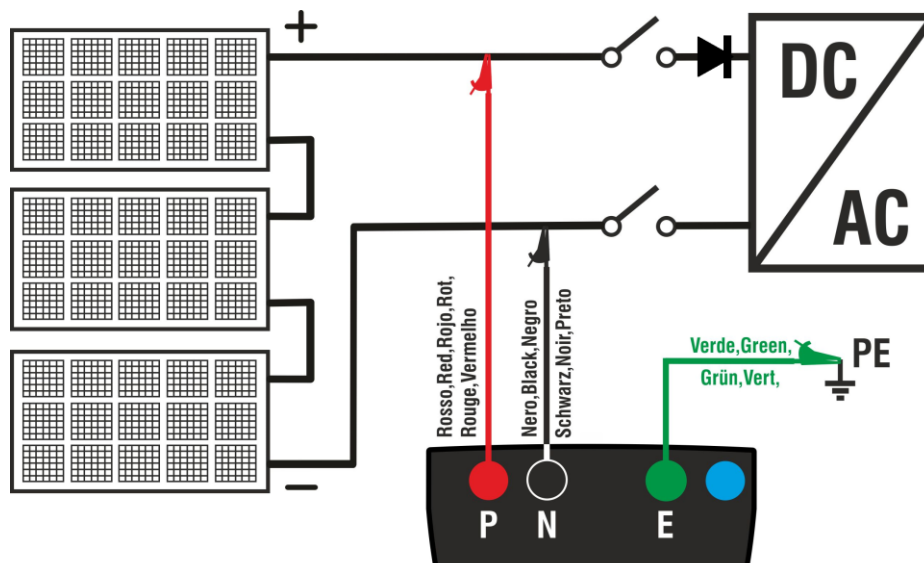 +
DC
AC
Rosso,Red,Rojo,Rot,
Rouge,Vermelho
Nero,Black,Negro
Schwarz,Noir,Preto
Verde,Green,
Grün,Vert,
PE
−
P N E